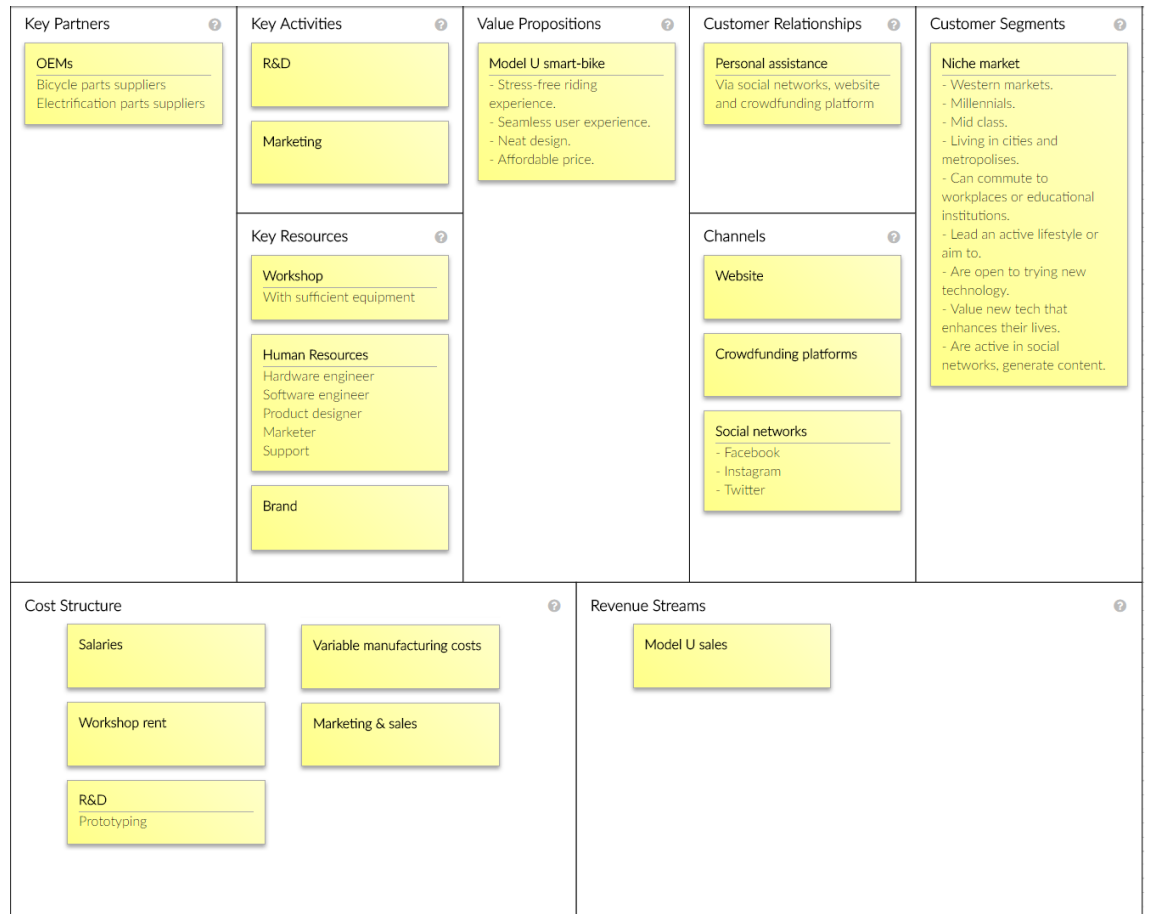 Key Partners
OEMs
Bicycle parts suppliers
Electrification parts suppliers
Key Activities
R&D
Marketing
Key Resources
Workshop
With sufficient equipment
Human Resources
Hardware engineer
Software engineer
Product designer
Marketer
Support
Brand
Value Propositions
Model U smart-bike
- Stress-free riding
experience.
- Seamless user experience.
- Neat design.
- Affordable price.
Customer Relationships
Personal assistance
Via social networks, website
and crowdfunding platform
Channels
Website
Crowdfunding platforms
Social networks
- Facebook
- Instagram
- Twitter
Customer Segments
Niche market
- Western markets.
- Millennials.
- Mid class.
- Living in cities and
metropolises.
- Can commute to
workplaces or educational
institutions.
- Lead an active lifestyle or
aim to.
- Are open to trying new
technology.
- Value new tech that
enhances their lives.
- Are active in social
networks, generate content.
Cost Structure
Salaries
Workshop rent
R&D
Prototyping
Variable manufacturing costs
Marketing & sales
Revenue Streams
Model U sales